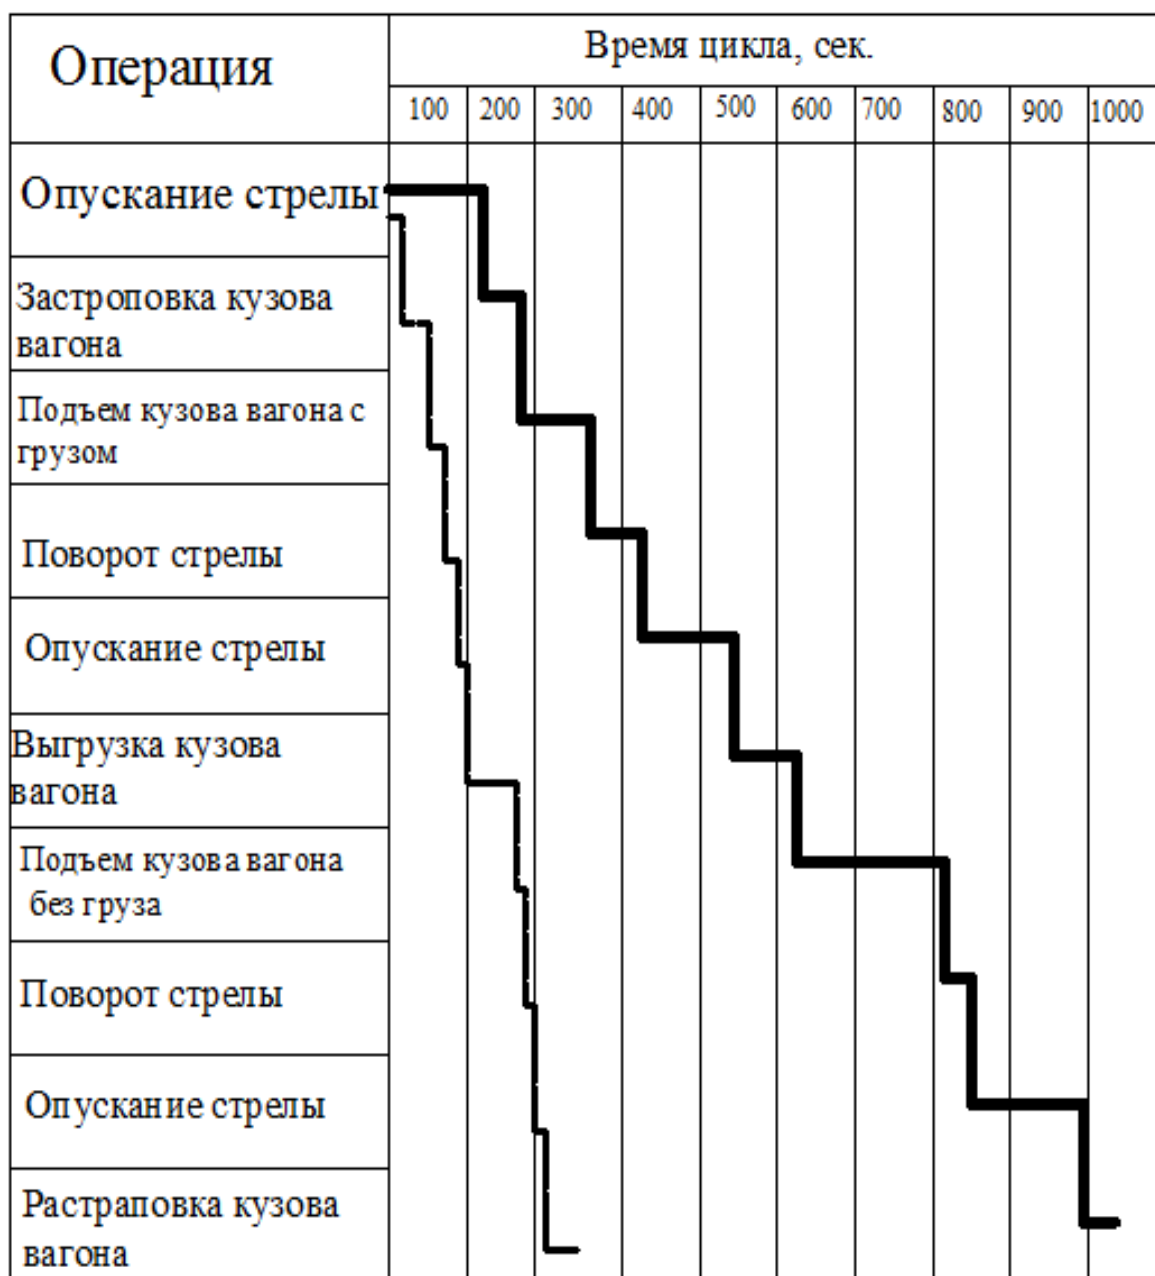 Операция
Время цикла, сек.
100 200 300 400 500 600 700 800 900 1000
Опускание стрелы
Застроповка кузова
вагона
Подъем кузова вагона с
грузом
Поворот стрелы
Опускание стрелы
Выгрузка кузова
вагона
Подъем кузова вагона
без груза
Поворот стрелы
Опускание стрелы
Растраповка кузова
вагона